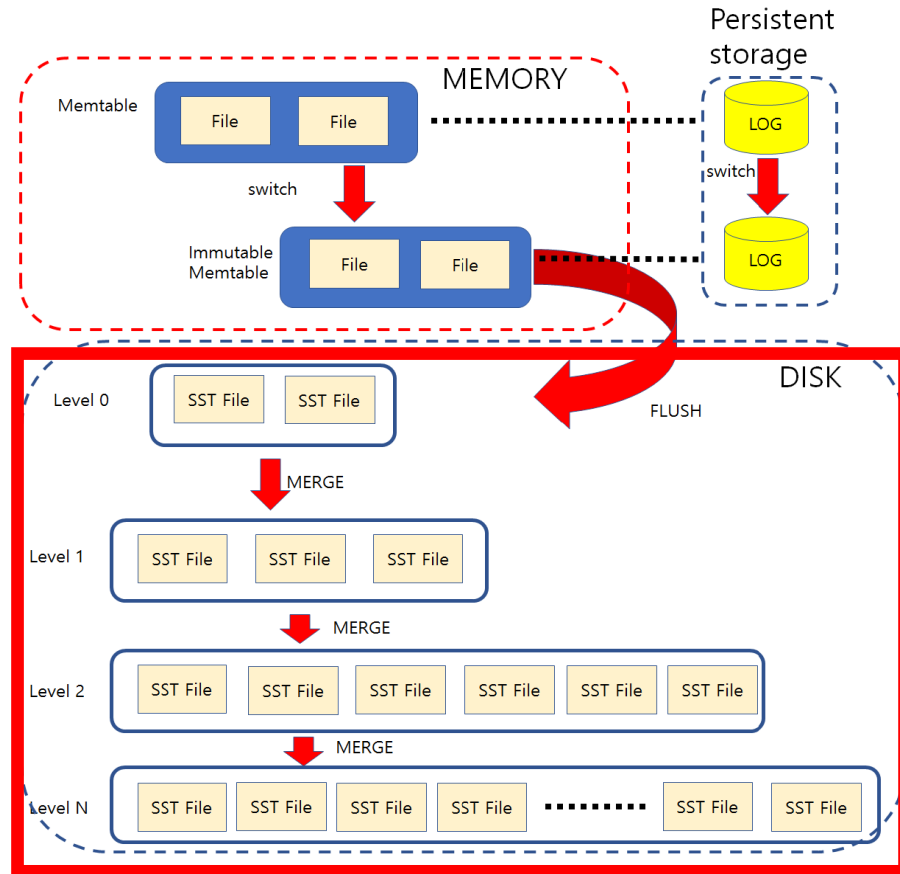 Persistent
storage
MEMORY
Memtable
File
File
LOG
switch
switch
Immutable
Memtable
File
File
LOG
DISK
Level 0
SST File
SST File
FLUSH
MERGE
Level 1
SST File
SST File
SST File
MERGE
Level 2
SST File
SST File
SST File
SST File
SST File
SST File
MERGE
Level N
SST File
SST File
SST File
SST File
SST File
SST File